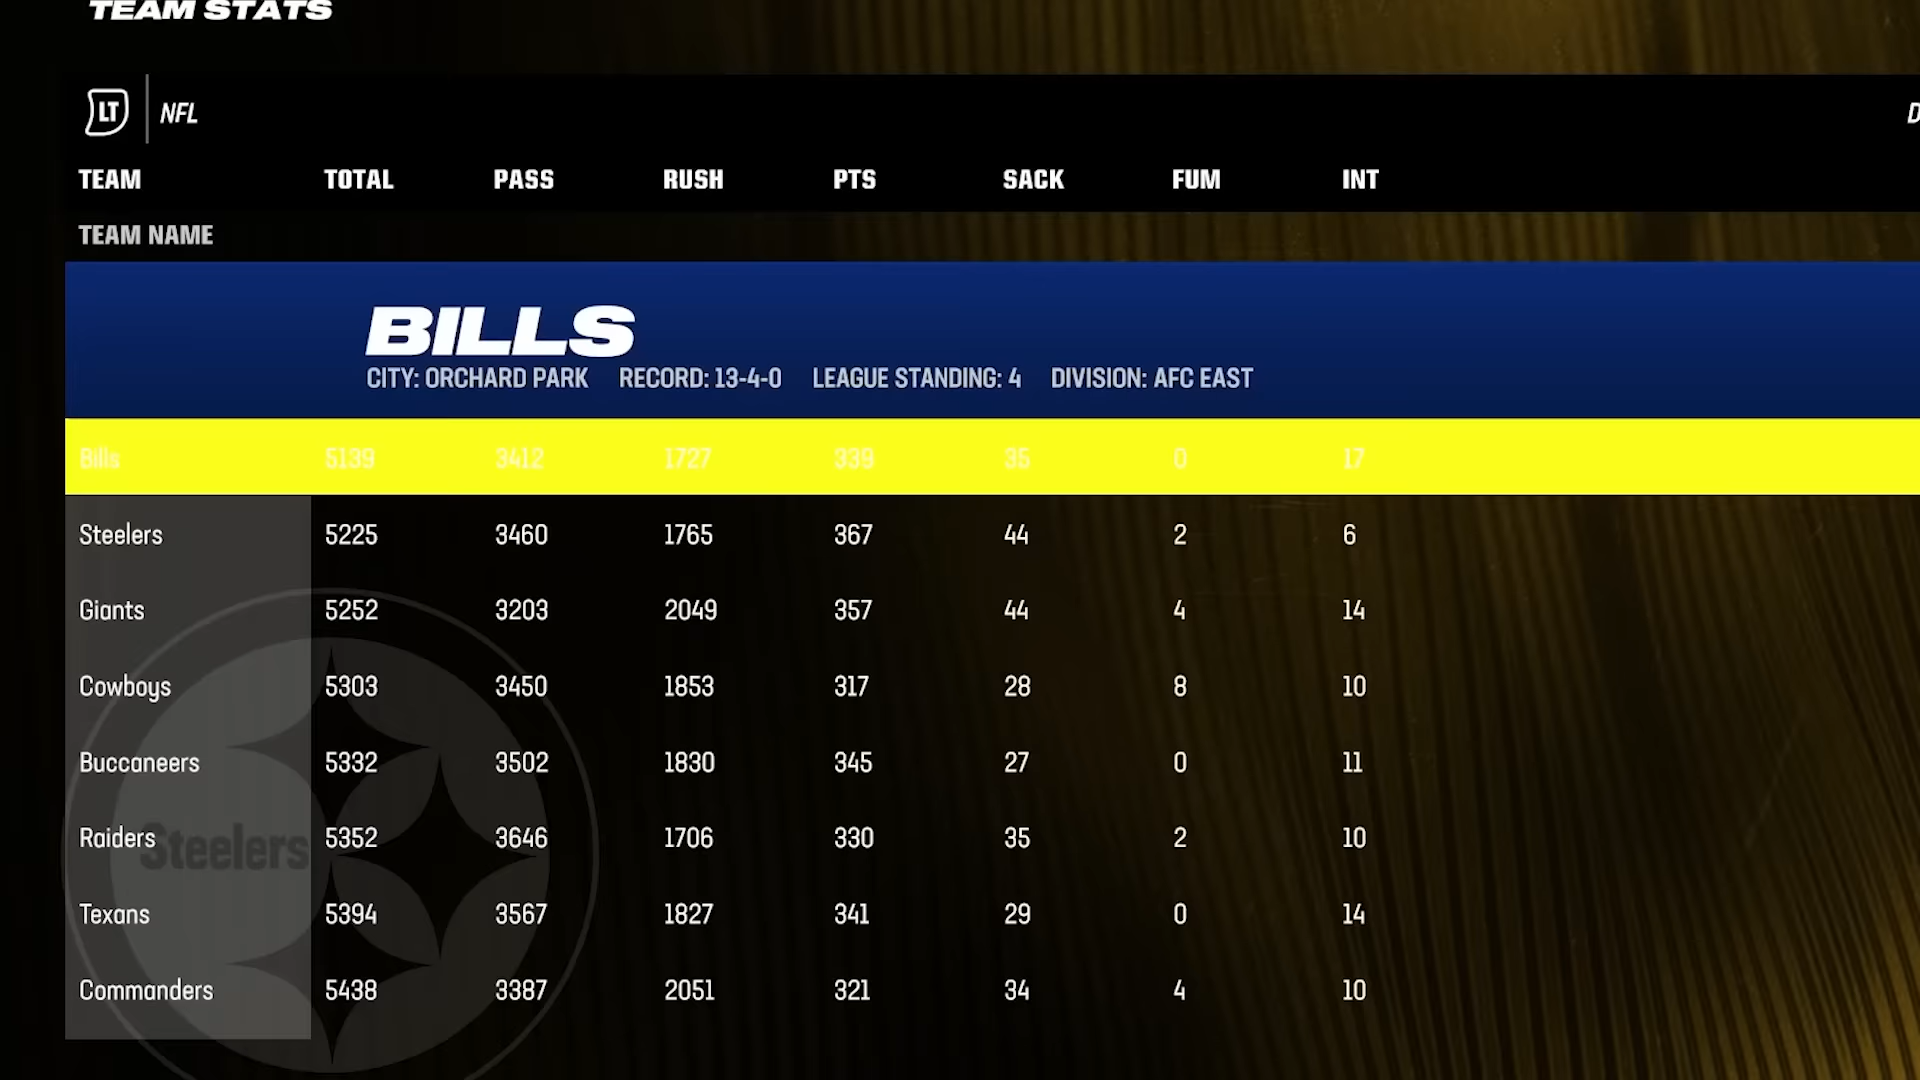 TEAM STATS
LT NFL D
TEAM TOTAL PASS RUSH PTS SACK FUM INT
TEAM NAME
BILLS
CITY: ORCHARD PARK RECORD: 13-4-0 LEAGUE STANDING: 4 DIVISION: AFC EAST
Bills 5139 3412 1727 339 35 0 17
Steelers 5225 3460 1765 367 44 2 6
Giants 5252 3203 2049 357 44 4 14
Cowboys 5303 3450 1853 317 28 8 10
Buccaneers 5332 3502 1830 345 27 0 11
Raiders 5352 3646 1706 330 35 2 10
Steelers
Texans 5394 3567 1827 341 29 0 14
Commanders 5438 3387 2051 321 34 4 10